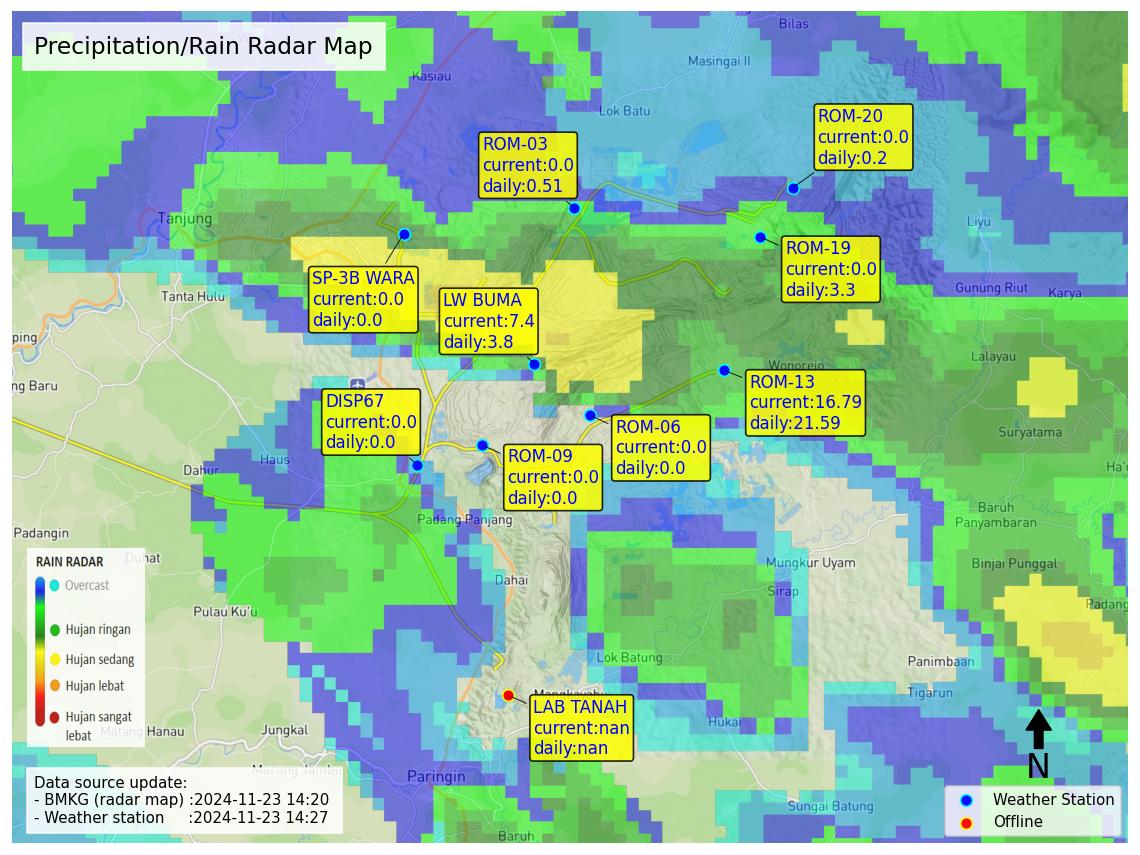 Precipitation/Rain Radar Map
Bilas
Masingai II
Kasiau
Lok Batu
ROM-20
current:0.0
daily:0.2
ROM-03
current:0.0
daily:0.51
Tanjung
Liyu
ROM-19
current:0.0
daily:3.3
SP-3B WARA
current:0.0
daily:0.0
LW BUMA
current:7.4
daily:3.8
Tanta Hulu
Gunung Riut
Karya
ping
Lalayau
Wonorejo
ng Baru
ROM-13
current:16.79
daily:21.59
DISP67
current:0.0
daily:0.0
ROM-06
current:0.0
daily:0.0
Suryatama
ROM-09
current:0.0
daily:0.0
Haus
Dahur
Ha'u
Baruh
Panyambaran
Padang Panjang
Padangin
Duhat
Mungkur Uyam
Binjai Punggal
Dahai
Sirap
Padang
Pulau Ku'u
RAIN RADAR
Overcast
Hujan ringan
Hujan sedang
Hujan lebat
Hujan sangat
lebat
Lok Batung
Panimbaan
Tigarun
Mangkayahu
LAB TANAH
current:nan
daily:nan
Hukai
Matang Hanau
Jungkal
Murung Jambu
Paringin
N
Sungai Batung
Baruh
Data source update:
- BMKG (radar map) :2024-11-23 14:20
- Weather station :2024-11-23 14:27
Weather Station
Offline